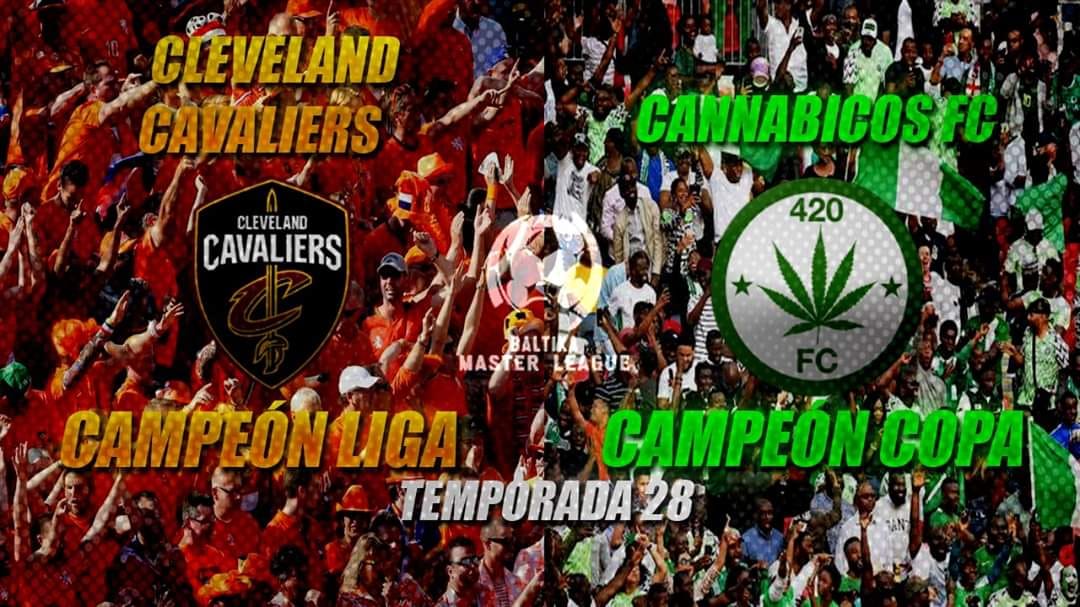 CLEVELAND
CAVALIERS
CLEVELAND
CAVALIERS
CAMPEÓN LIGA
BALTIKA
MASTER LEAGUE
CANNABICOS FC
420
FC
CAMPEÓN COPA
TEMPORADA 28